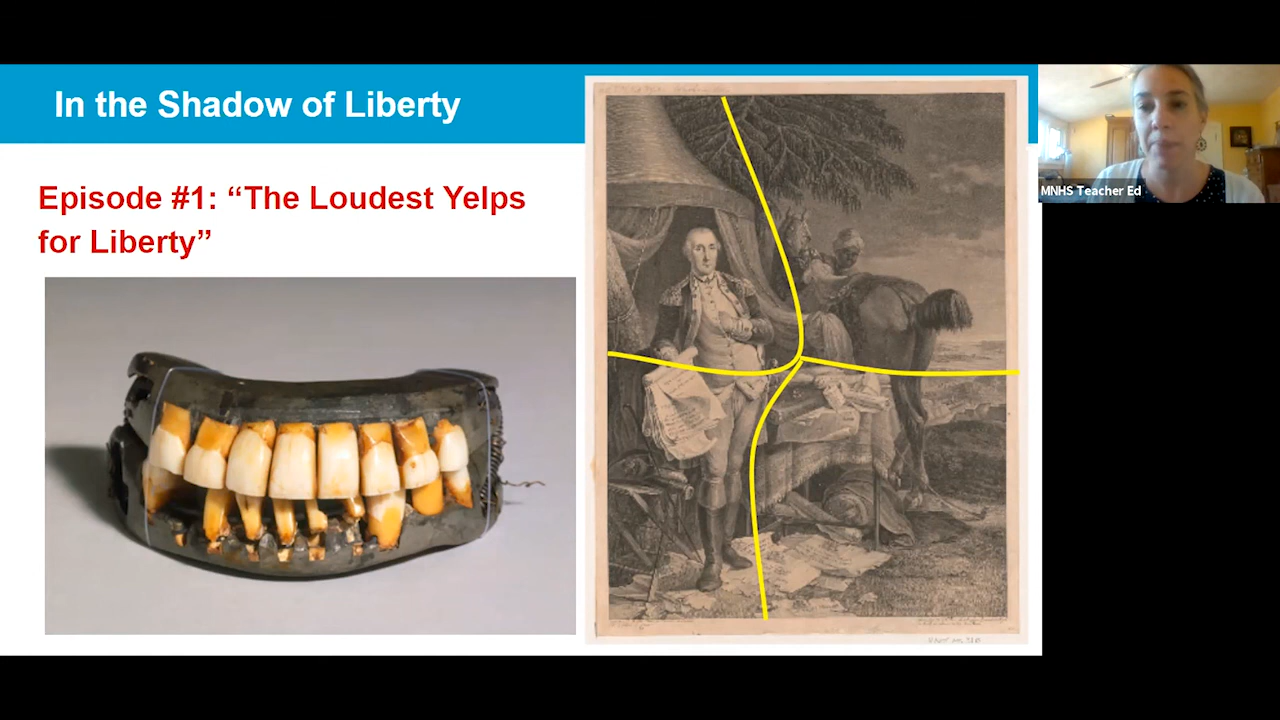 In the Shadow of Liberty
Episode #1: “The Loudest Yelps
for Liberty”
MNHS Teacher Ed